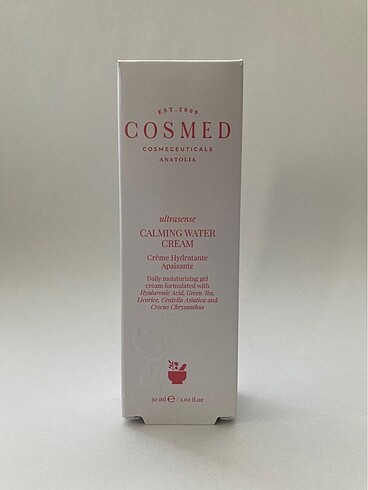 EST.2009
COSMED
COSMECEUTICALS
ANATOLIA
ultrasense
CALMING WATER
CREAM
Crème Hydratante
Apaisante
Daily moisturizing gel
cream formulated with
Hyaluronic Acid, Green Tea,
Licorice, Centella Asiatica and
Crocus Chrysanthus
50 ml ℮ / 1.02 fl.oz